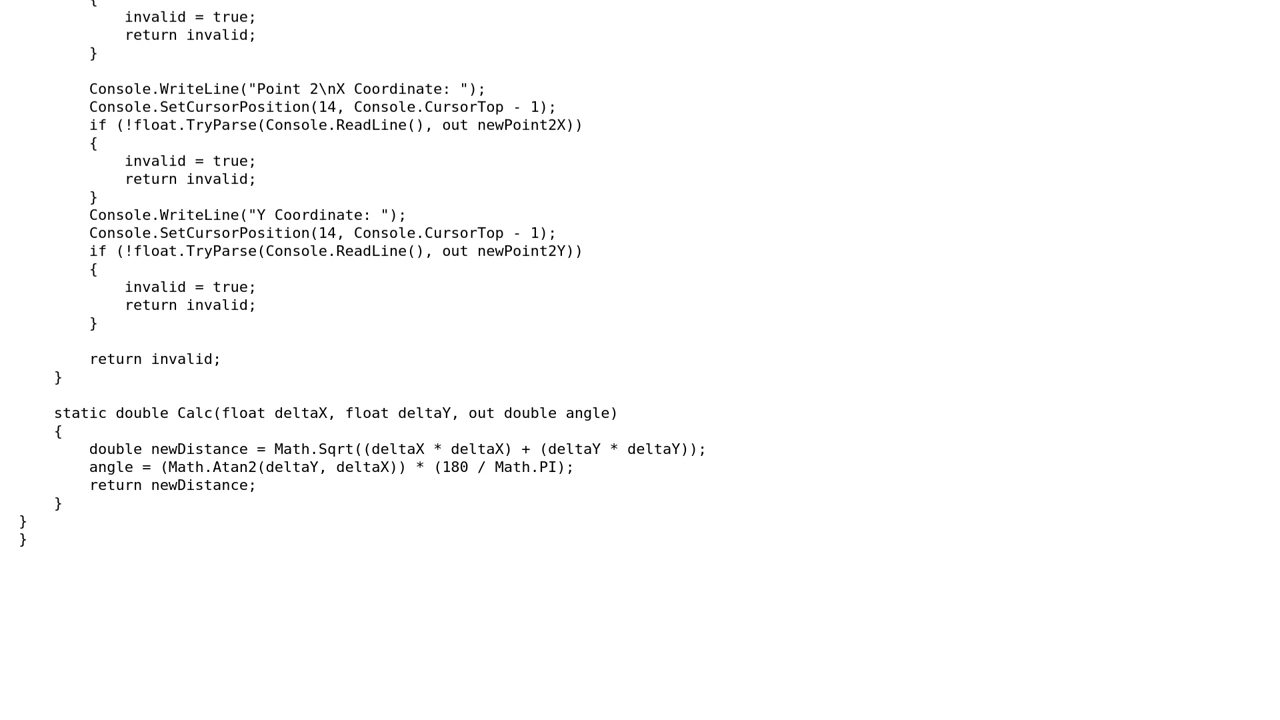 {
invalid = true;
return invalid;
}
Console.WriteLine("Point 2\nX Coordinate: ");
Console.SetCursorPosition(14, Console.CursorTop - 1);
if (!float.TryParse(Console.ReadLine(), out newPoint2X))
{
invalid = true;
return invalid;
}
Console.WriteLine("Y Coordinate: ");
Console.SetCursorPosition(14, Console.CursorTop - 1);
if (!float.TryParse(Console.ReadLine(), out newPoint2Y))
{
invalid = true;
return invalid;
}
return invalid;
}
static double Calc(float deltaX, float deltaY, out double angle)
{
double newDistance = Math.Sqrt((deltaX * deltaX) + (deltaY * deltaY));
angle = (Math.Atan2(deltaY, deltaX)) * (180 / Math.PI);
return newDistance;
}
}
}